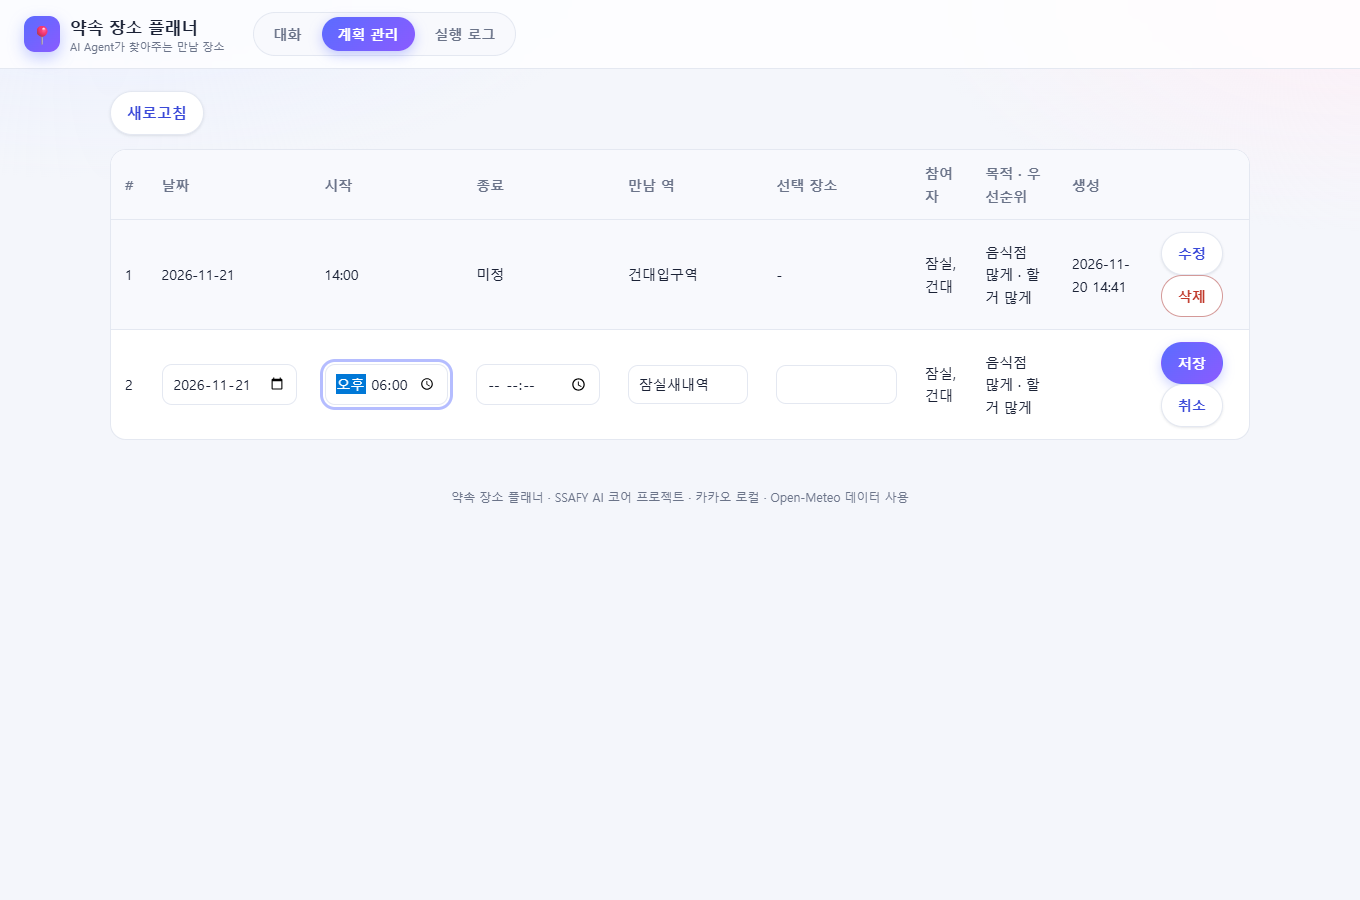 약속 장소 플래너
AI Agent가 찾아주는 만남 장소
대화
계획 관리
실행 로그
새로고침
# 날짜 시작 종료 만남 역 선택 장소 참여자 목적 · 우선순위 생성
1 2026-11-21 14:00 미정 건대입구역 - 잠실, 건대 음식점 많게 · 할거 많게 2026-11-20 14:41 수정 삭제
2 2026-11-21 오후 06:00 -- --:-- 잠실새내역 잠실, 건대 음식점 많게 · 할거 많게 저장 취소
약속 장소 플래너 · SSAFY AI 코어 프로젝트 · 카카오 로컬 · Open-Meteo 데이터 사용